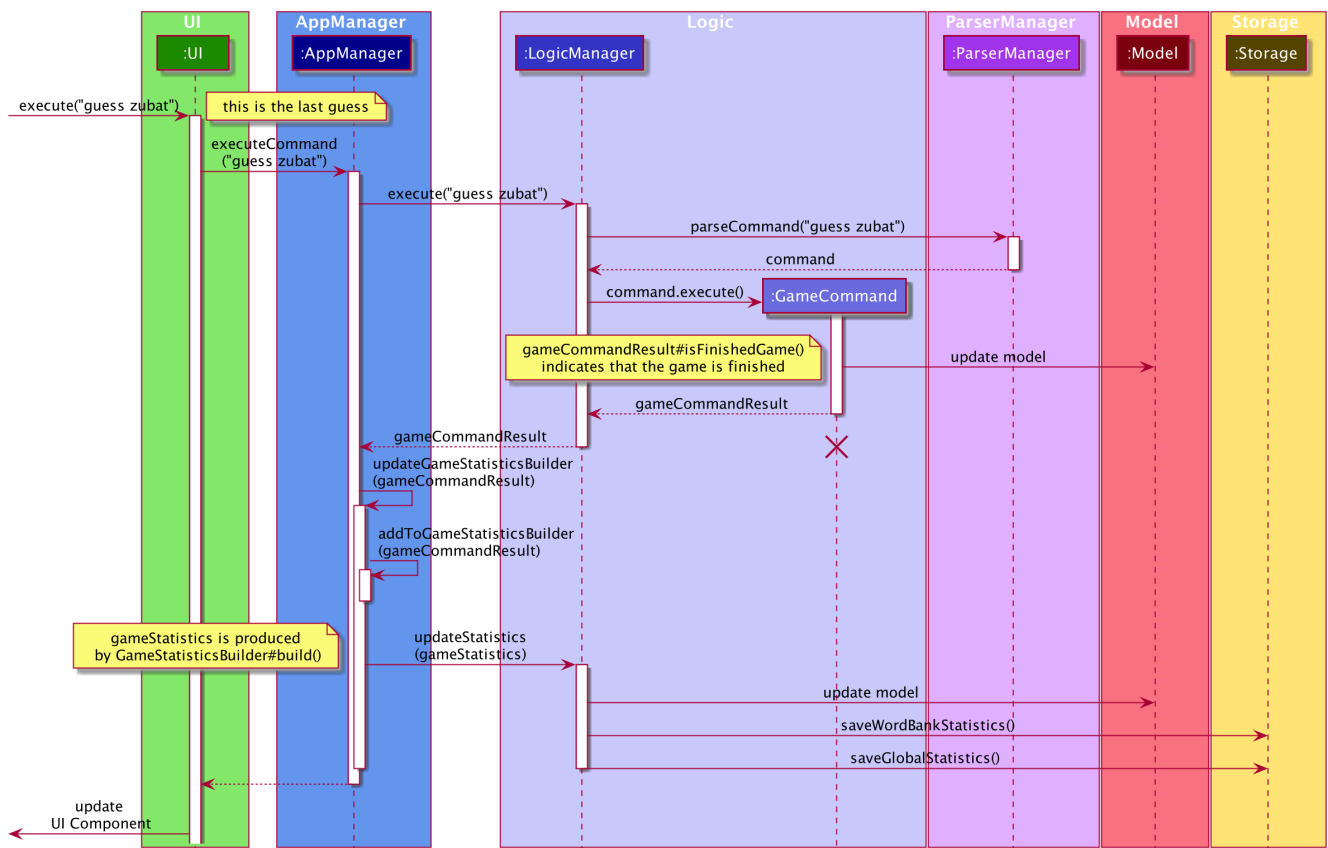 UI
AppManager
Logic
ParserManager
Model
Storage
:UI
:AppManager
:LogicManager
:ParserManager
:Model
:Storage
execute("guess zubat")
this is the last guess
executeCommand
("guess zubat")
execute("guess zubat")
parseCommand("guess zubat")
command
command.execute()
:GameCommand
gameCommandResult#isFinishedGame()
indicates that the game is finished
update model
gameCommandResult
gameCommandResult
updateGameStatisticsBuilder
(gameCommandResult)
addToGameStatisticsBuilder
(gameCommandResult)
gameStatistics is produced
by GameStatisticsBuilder#build()
updateStatistics
(gameStatistics)
update model
saveWordBankStatistics()
saveGlobalStatistics()
update
UI Component